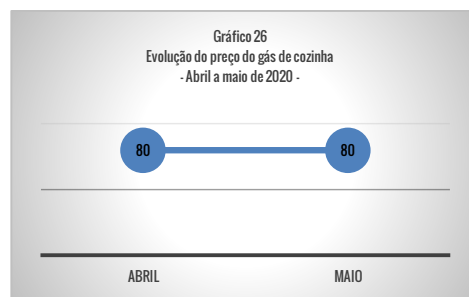 Gráfico 26
Evolução do preço do gás de cozinha
- Abril a maio de 2020 -
80 80
ABRIL MAIO